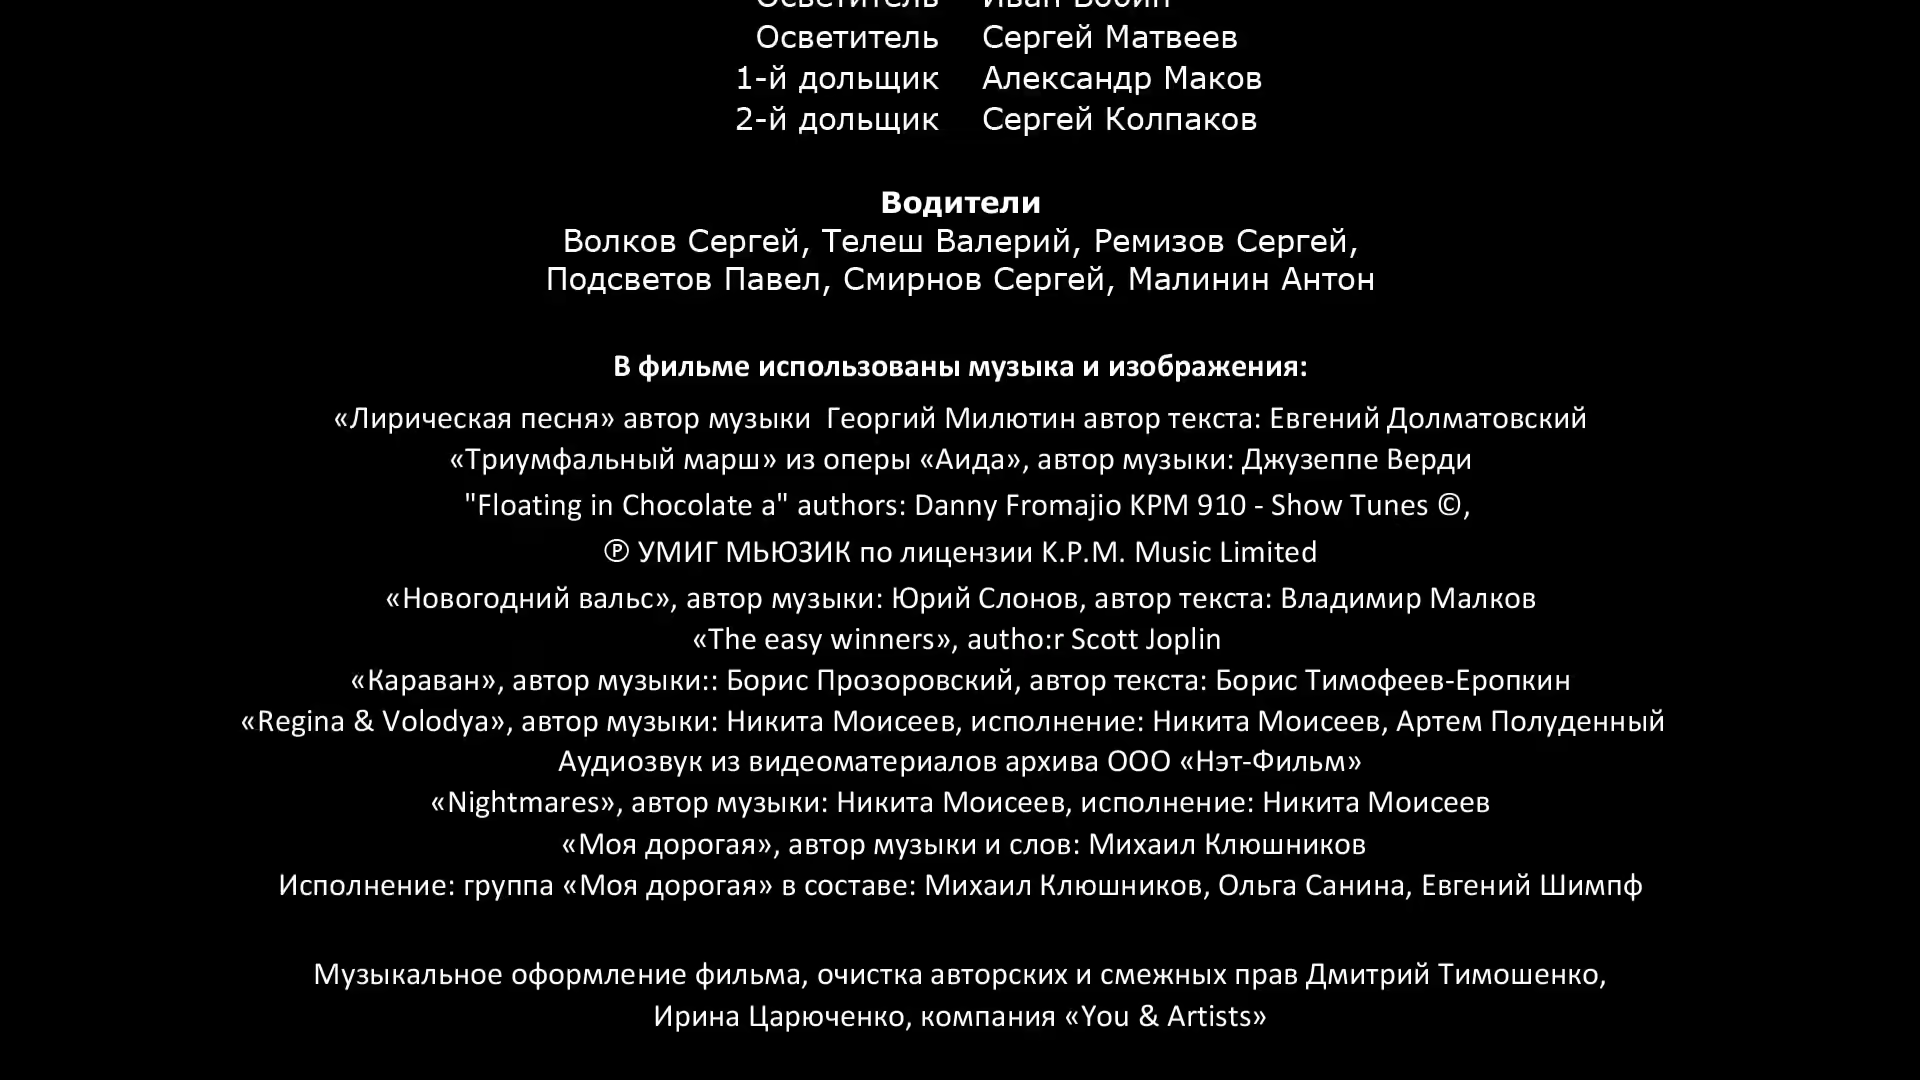 Осветитель Иван Бобин
Осветитель Сергей Матвеев
1-й дольщик Александр Маков
2-й дольщик Сергей Колпаков
Водители
Волков Сергей, Телеш Валерий, Ремизов Сергей,
Подсветов Павел, Смирнов Сергей, Малинин Антон
В фильме использованы музыка и изображения:
«Лирическая песня» автор музыки Георгий Милютин автор текста: Евгений Долматовский
«Триумфальный марш» из оперы «Аида», автор музыки: Джузеппе Верди
"Floating in Chocolate a" authors: Danny Fromajio KPM 910 - Show Tunes ©,
℗ УМИГ МЬЮЗИК по лицензии K.P.M. Music Limited
«Новогодний вальс», автор музыки: Юрий Слонов, автор текста: Владимир Малков
«The easy winners», autho:r Scott Joplin
«Караван», автор музыки:: Борис Прозоровский, автор текста: Борис Тимофеев-Еропкин
«Regina & Volodya», автор музыки: Никита Моисеев, исполнение: Никита Моисеев, Артем Полуденный
Аудиозвук из видеоматериалов архива ООО «Нэт-Фильм»
«Nightmares», автор музыки: Никита Моисеев, исполнение: Никита Моисеев
«Моя дорогая», автор музыки и слов: Михаил Клюшников
Исполнение: группа «Моя дорогая» в составе: Михаил Клюшников, Ольга Санина, Евгений Шимпф
Музыкальное оформление фильма, очистка авторских и смежных прав Дмитрий Тимошенко,
Ирина Царюченко, компания «You & Artists»